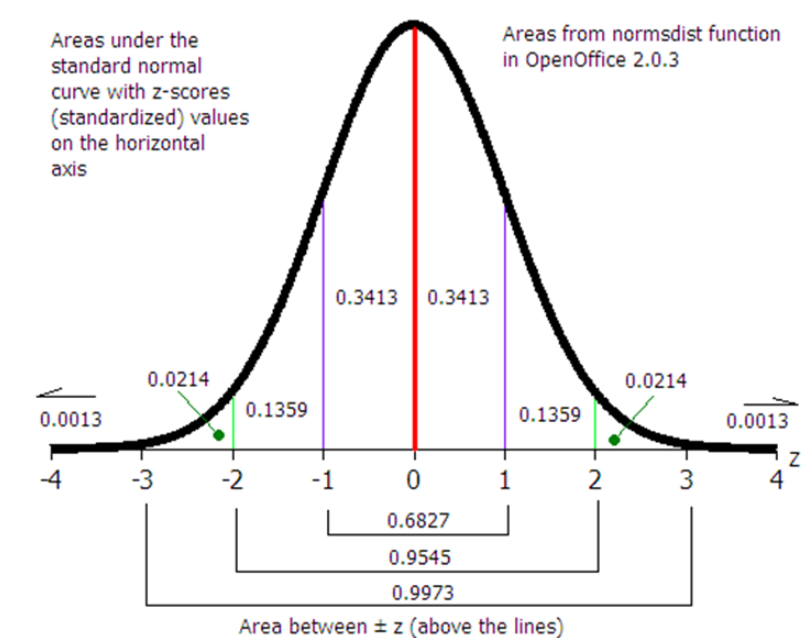 Areas under the
standard normal
curve with z-scores
(standardized) values
on the horizontal
axis
Areas from normsdist function
in OpenOffice 2.0.3
0.3413
0.3413
0.0214
0.0214
0.1359
0.1359
0.0013
0.0013
z
-4
-3
-2
-1
0
1
2
3
4
0.6827
0.9545
0.9973
Area between ± z (above the lines)